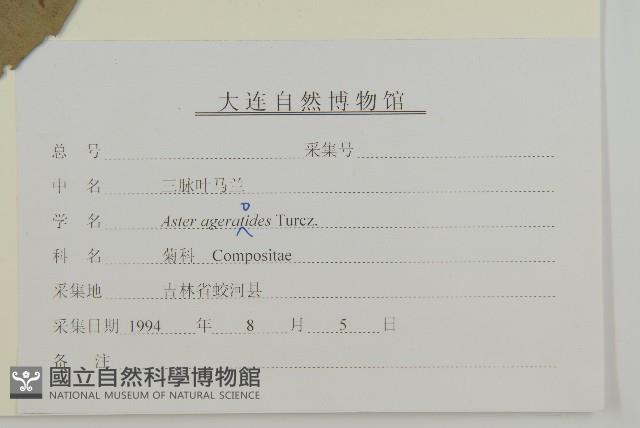 大连自然博物馆
总 号 采集号
中 名 三脉叶马兰
学 名 Aster ageratides Turcz.
o
科 名 菊科 Compositae
采集地 吉林省蛟河县
采集日期 1994 年 8 月 5 日
备 注
國立自然科學博物館
NATIONAL MUSEUM OF NATURAL SCIENCE